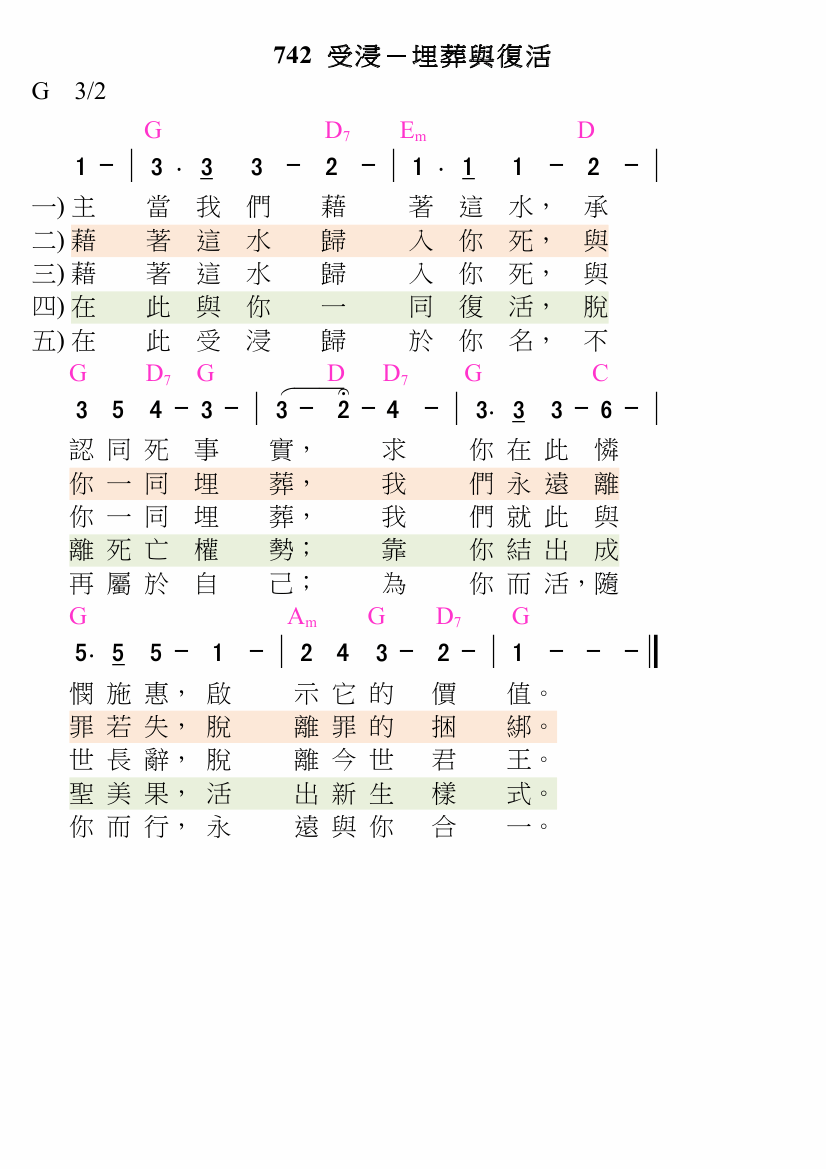 742 受浸－埋葬與復活
G 3/2
G D7 Em D
1 - | 3 . 3 3 - 2 - | 1 . 1 1 - 2 - |
一) 主 當 我 們 藉 著 這 水， 承
二) 藉 著 這 水 歸 入 你 死， 與
三) 藉 著 這 水 歸 入 你 死， 與
四) 在 此 與 你 一 同 復 活， 脫
五) 在 此 受 浸 歸 於 你 名， 不
G D7 G D D7 G C
3 5 4 - 3 - | 3 - 2 - 4 - | 3. 3 3 - 6 - |
認 同 死 事 實， 求 你 在 此 憐
你 一 同 埋 葬， 我 們 永 遠 離
你 一 同 埋 葬， 我 們 就 此 與
離 死 亡 權 勢； 靠 你 結 出 成
再 屬 於 自 己； 為 你 而 活，隨
G Am G D7 G
5. 5 5 - 1 - | 2 4 3 - 2 - | 1 - - - ‖
憫 施 惠， 啟 示 它 的 價 值。
罪 若 失， 脫 離 罪 的 捆 綁。
世 長 辭， 脫 離 今 世 君 王。
聖 美 果， 活 出 新 生 樣 式。
你 而 行， 永 遠 與 你 合 一。